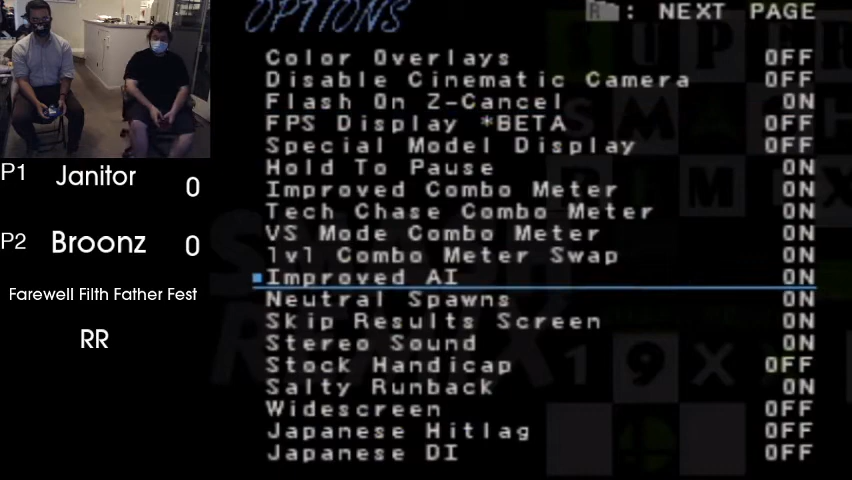 OPTIONS
R : NEXT PAGE
Color Overlays OFF
Disable Cinematic Camera OFF
Flash On Z-Cancel ON
FPS Display *BETA OFF
Special Model Display OFF
Hold To Pause ON
Improved Combo Meter ON
Tech Chase Combo Meter ON
VS Mode Combo Meter ON
1v1 Combo Meter Swap ON
Improved AI ON
Neutral Spawns ON
Skip Results Screen ON
Stereo Sound ON
Stock Handicap OFF
Salty Runback ON
Widescreen OFF
Japanese Hitlag OFF
Japanese DI OFF
P1 Janitor 0
P2 Broonz 0
Farewell Filth Father Fest
RR
SUPER
SMASH
REMIX
19XX